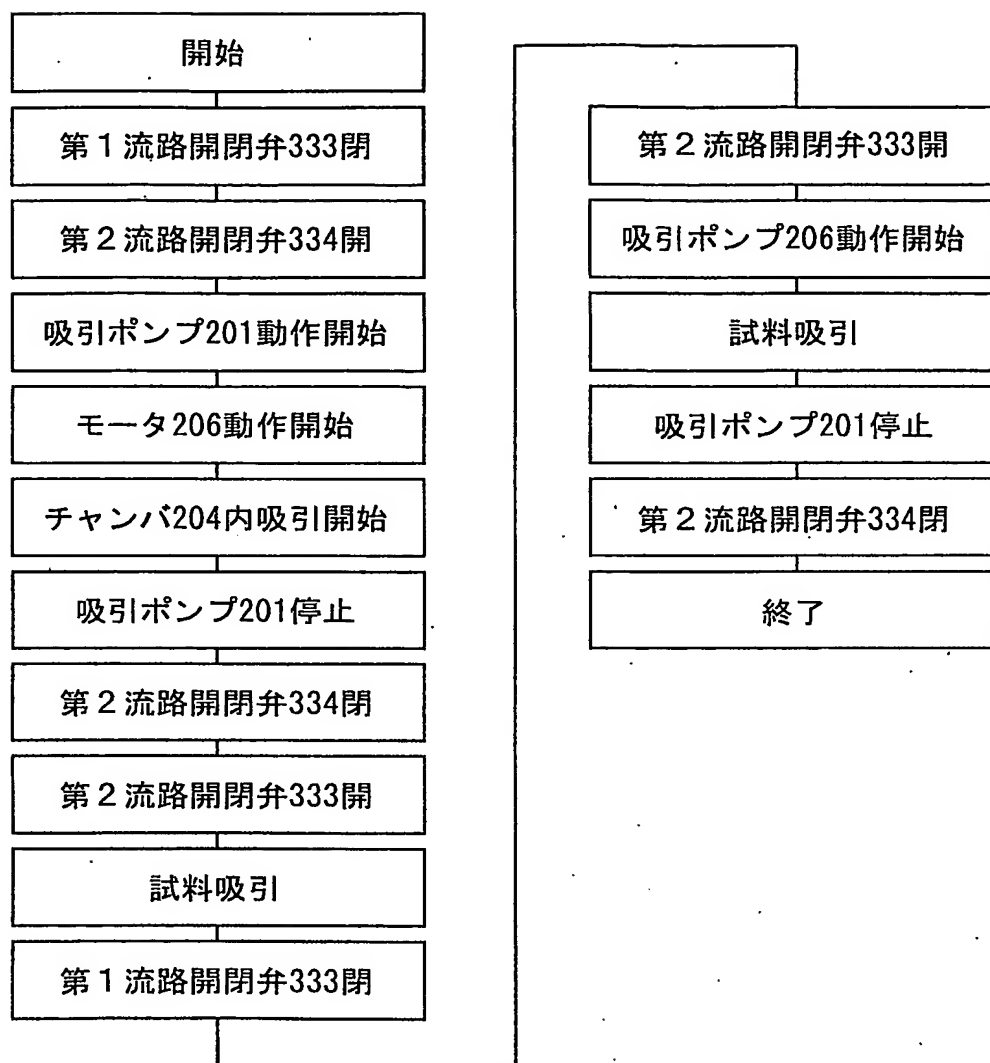 開始
第1流路開閉弁333閉
第2流路開閉弁334開
吸引ポンプ201動作開始
モータ206動作開始
チャンバ204内吸引開始
吸引ポンプ201停止
第2流路開閉弁334閉
第2流路開閉弁333開
試料吸引
第1流路開閉弁333閉
第2流路開閉弁333開
吸引ポンプ206動作開始
試料吸引
吸引ポンプ201停止
第2流路開閉弁334閉
終了